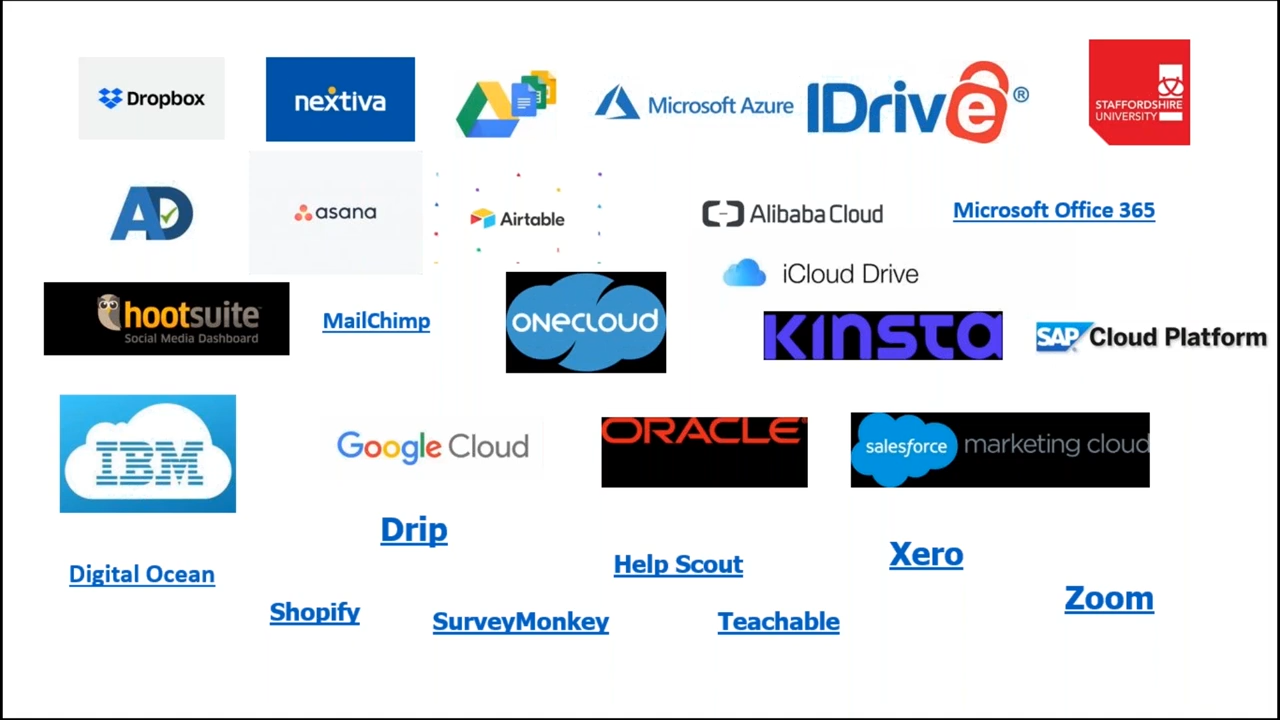 Dropbox
nextiva
Microsoft Azure
IDrive®
STAFFORDSHIRE
UNIVERSITY
AD
asana
Airtable
Alibaba Cloud
Microsoft Office 365
iCloud Drive
hootsuite™
Social Media Dashboard
MailChimp
ONECLOUD
Kinsta
SAP Cloud Platform
IBM
Google Cloud
ORACLE
salesforce marketing cloud
Drip
Help Scout
Xero
Digital Ocean
Zoom
Shopify
SurveyMonkey
Teachable